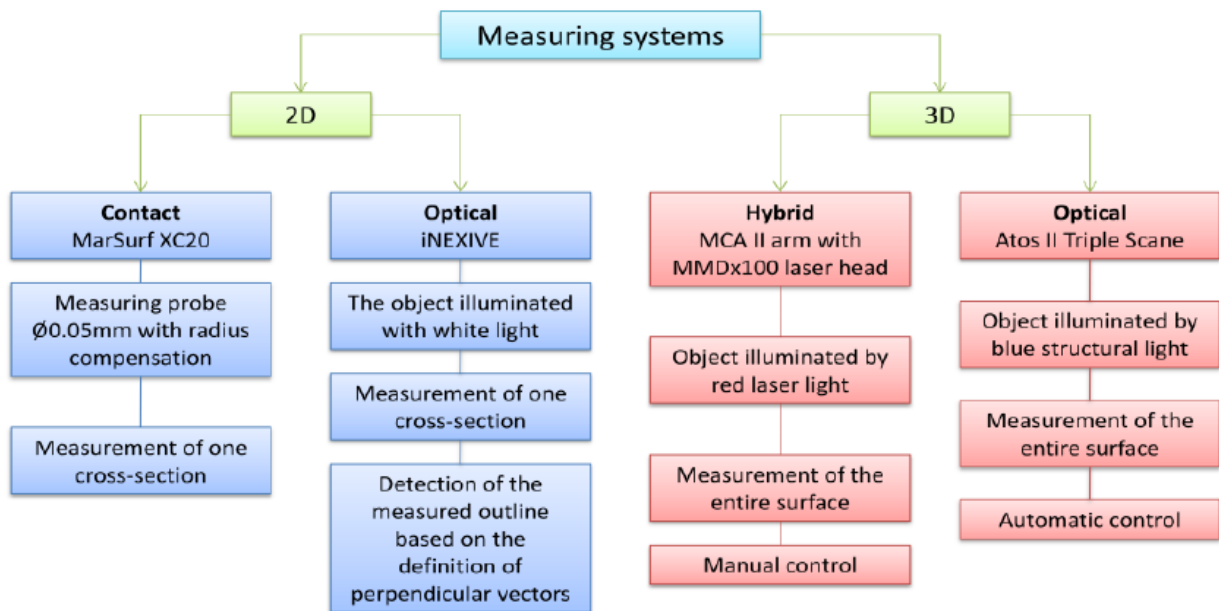 Measuring systems
2D
3D
Contact
MarSurf XC20
Measuring probe
Ø0.05mm with radius
compensation
Measurement of one
cross-section
Optical
iNEXIVE
The object illuminated
with white light
Measurement of one
cross-section
Detection of the
measured outline
based on the
definition of
perpendicular vectors
Hybrid
MCA II arm with
MMDx100 laser head
Object illuminated by
red laser light
Measurement of the
entire surface
Manual control
Optical
Atos II Triple Scane
Object illuminated by
blue structural light
Measurement of the
entire surface
Automatic control